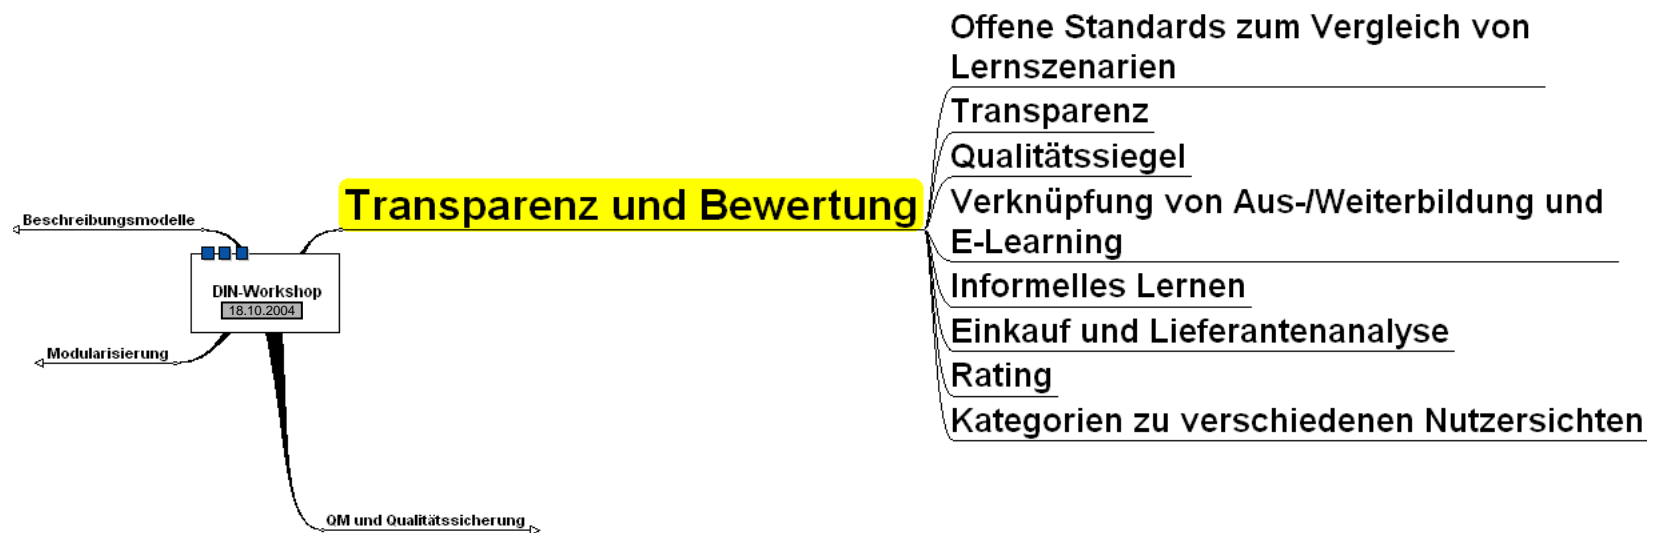 Offene Standards zum Vergleich von
Lernszenarien
Transparenz
Qualitätssiegel
Transparenz und Bewertung
Verknüpfung von Aus-/Weiterbildung und
E-Learning
Beschreibungsmodelle
Informelles Lernen
DIN-Workshop
18.10.2004
Einkauf und Lieferantenanalyse
Modularisierung
Rating
Kategorien zu verschiedenen Nutzersichten
QM und Qualitätssicherung